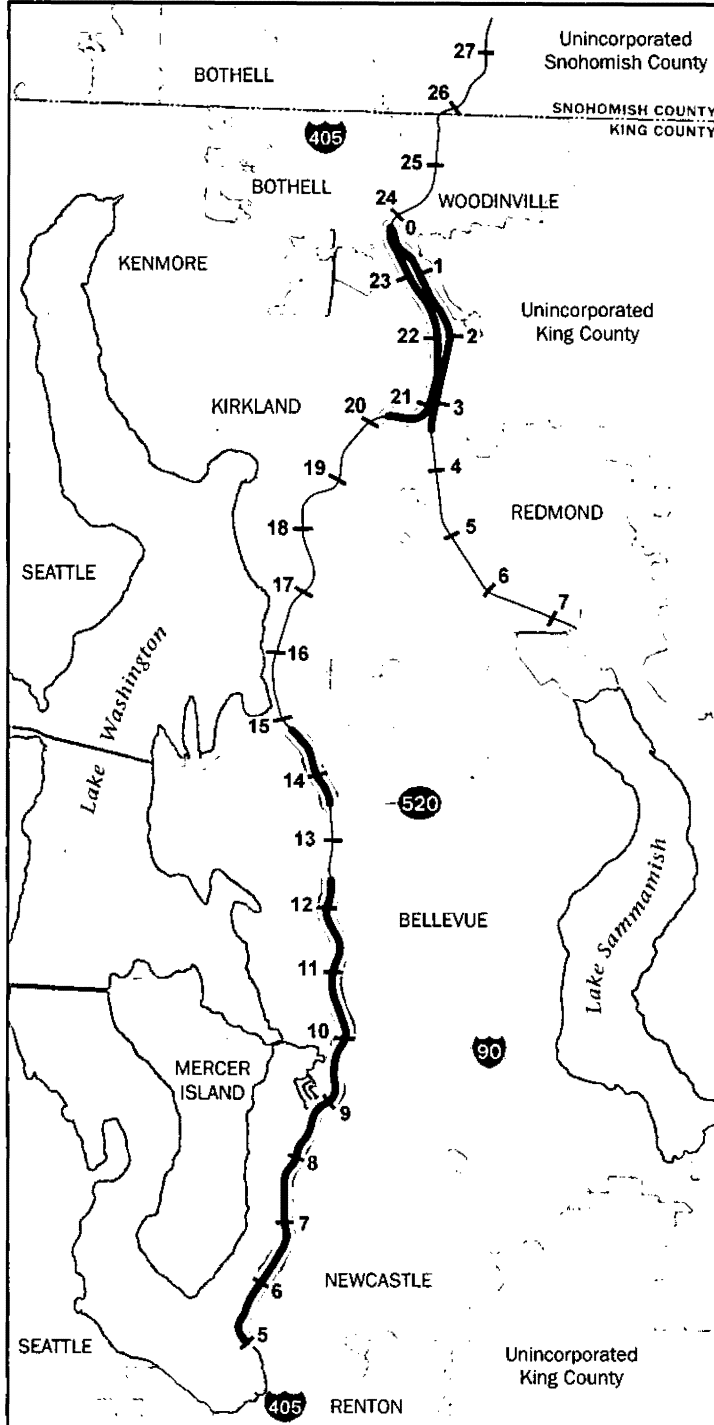 27
Unincorporated
Snohomish County
BOTHELL
26
SNOHOMISH COUNTY
KING COUNTY
405
25
BOTHELL
24
WOODINVILLE
0
KENMORE
1
23
Unincorporated
King County
22
2
21
3
KIRKLAND
20
19
4
18
5
REDMOND
SEATTLE
17
6
7
16
Lake Washington
15
14
520
13
12
BELLEVUE
Lake Sammamish
11
10
90
MERCER
ISLAND
9
8
7
6
NEWCASTLE
5
SEATTLE
Unincorporated
King County
405
RENTON